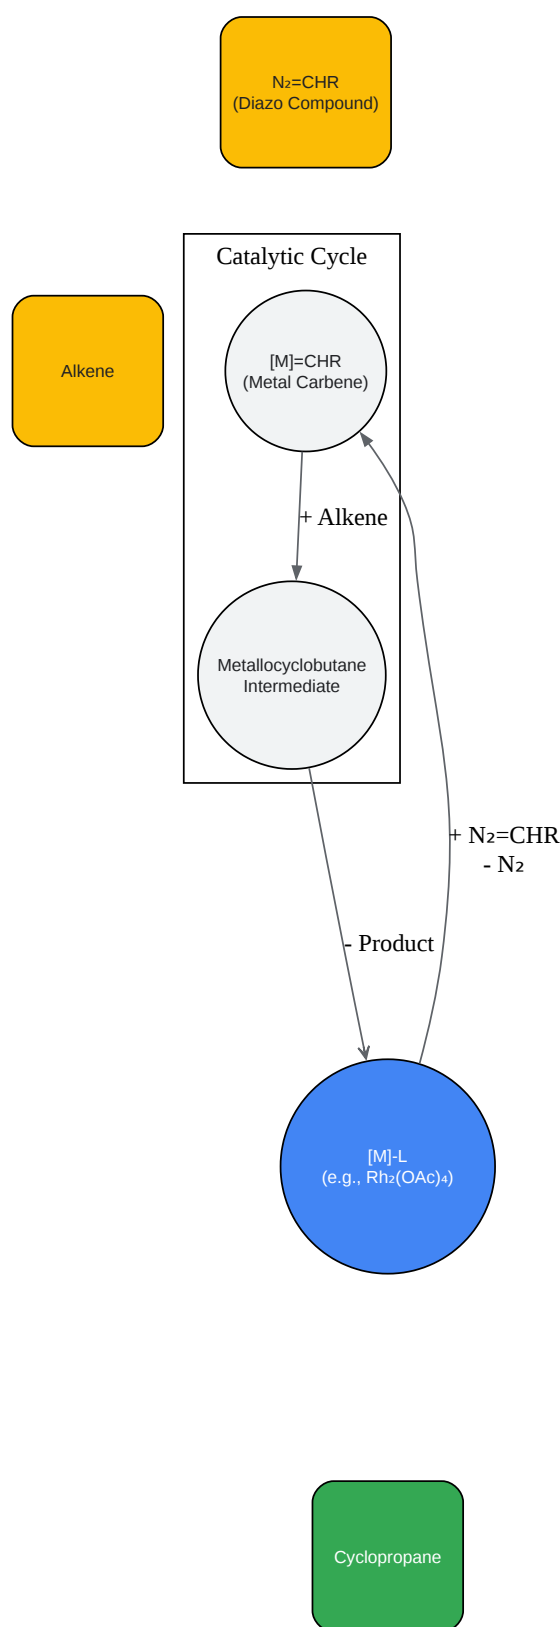 N₂=CHR
(Diazo Compound)
Catalytic Cycle
[M]=CHR
(Metal Carbene)
Alkene
+ Alkene
Metallocyclobutane
Intermediate
+ N₂=CHR
- N₂
- Product
[M]-L
(e.g., Rh₂(OAc)₄)
Cyclopropane